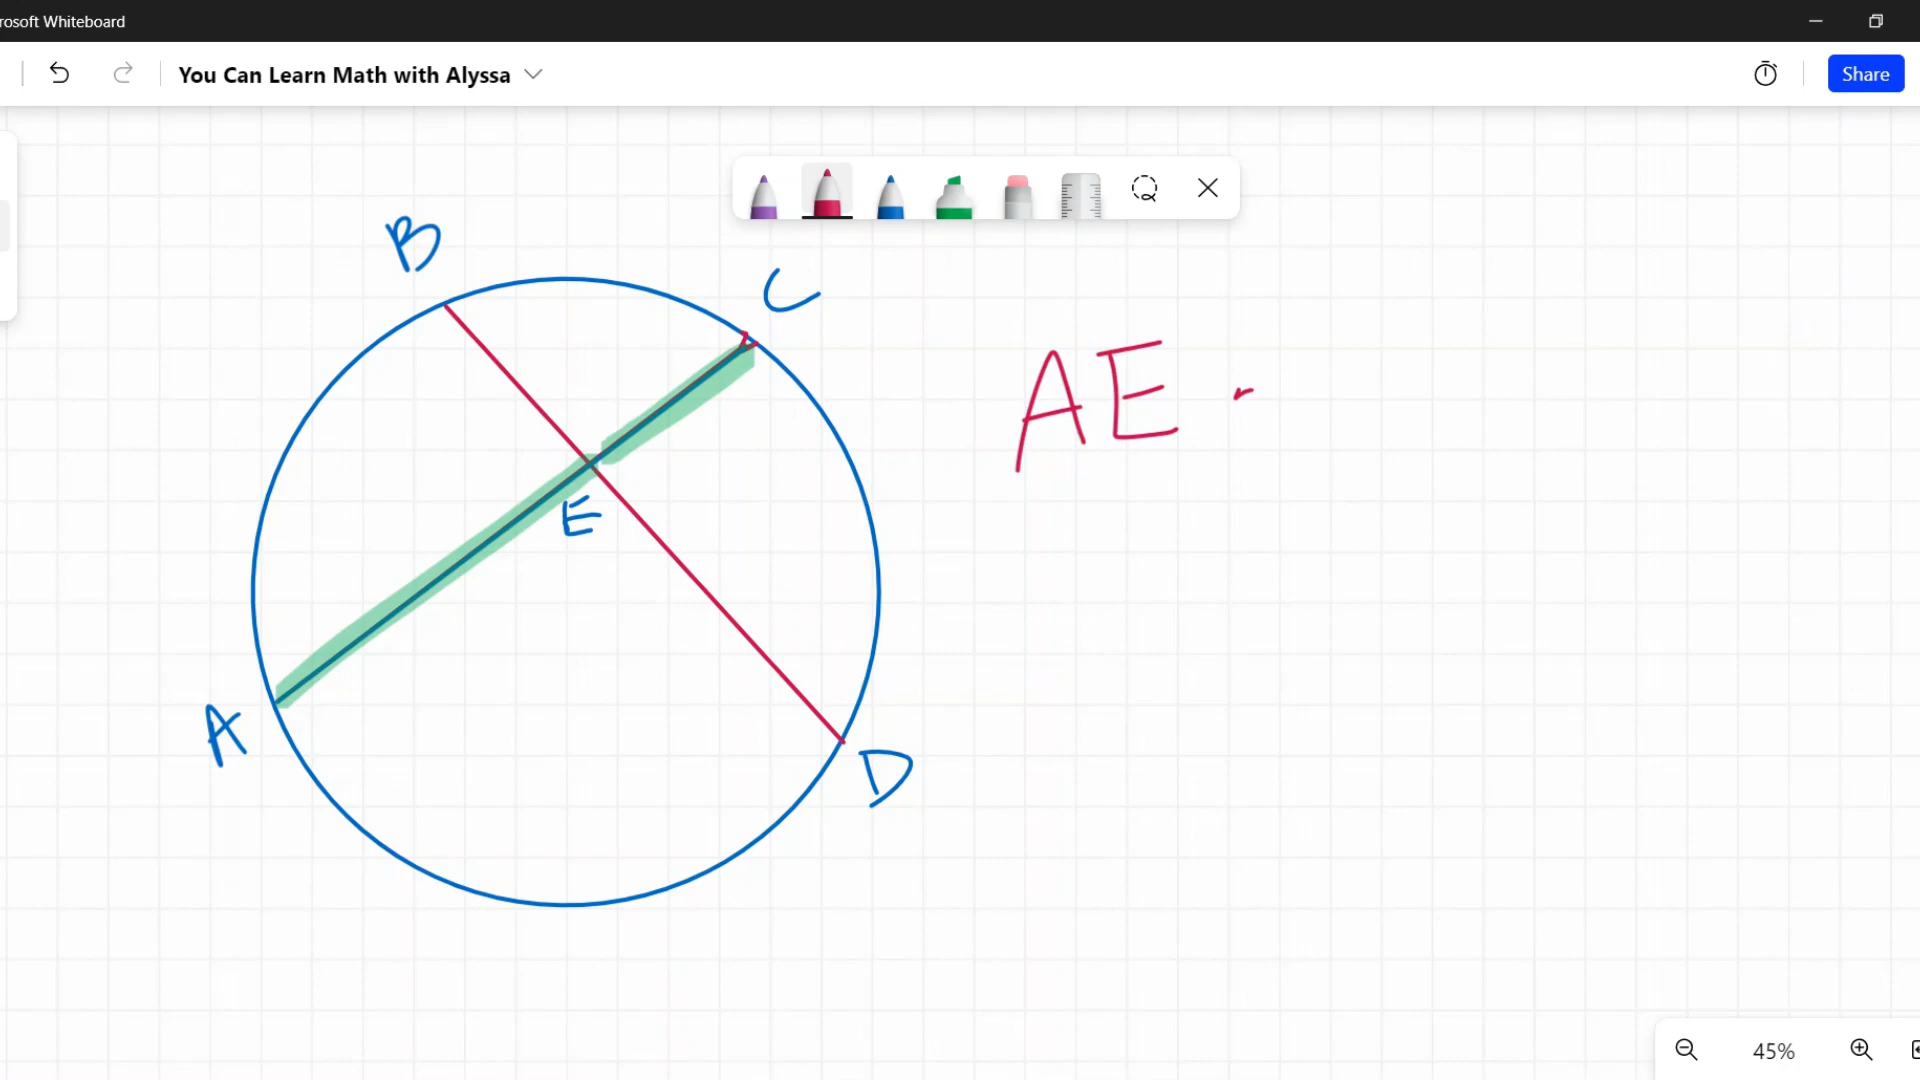 rosoft Whiteboard
You Can Learn Math with Alyssa
Share
B
C
AE ·
E
A
D
45%